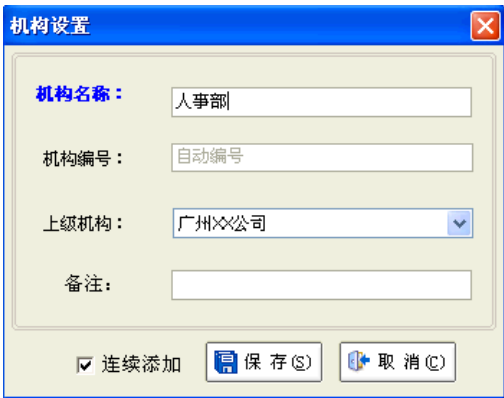 机构设置
机构名称：
人事部
机构编号：
自动编号
上级机构：
广州XX公司
备注：
连续添加
保 存(S)
取 消(C)